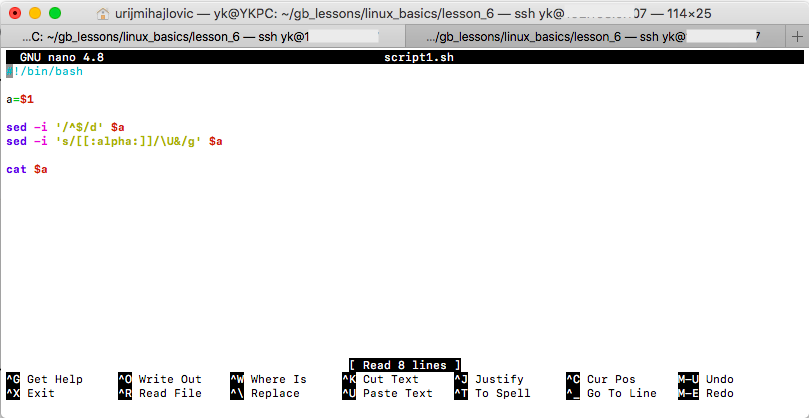 urijmihajlovic — yk@YKPC: ~/gb_lessons/linux_basics/lesson_6 — ssh yk@ 07 — 114×25
...C: ~/gb_lessons/linux_basics/lesson_6 — ssh yk@1 .../gb_lessons/linux_basics/lesson_6 — ssh yk@ 7 +
GNU nano 4.8 script1.sh
#!/bin/bash
a=$1
sed -i '/^$/d' $a
sed -i 's/[[:alpha:]]/\U&/g' $a
cat $a
[ Read 8 lines ]
^G Get Help ^O Write Out ^W Where Is ^K Cut Text ^J Justify ^C Cur Pos M-U Undo
^X Exit ^R Read File ^\ Replace ^U Paste Text ^T To Spell ^_ Go To Line M-E Redo